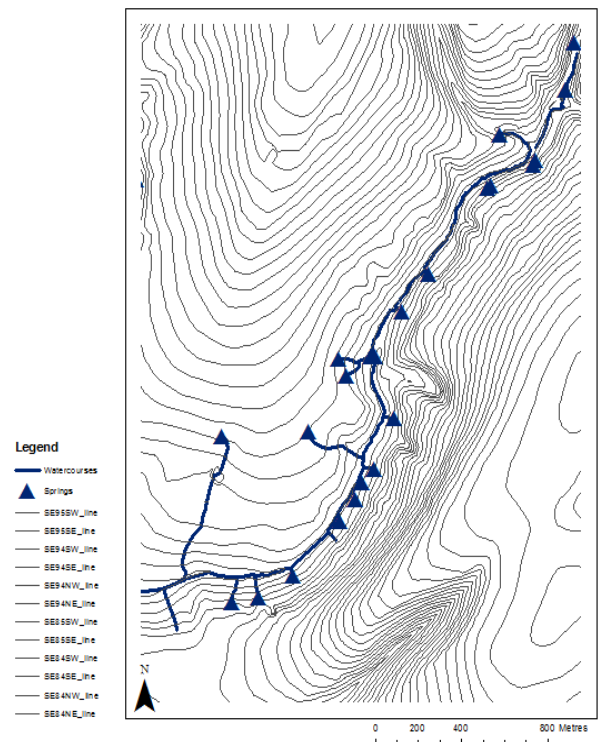 Legend
Watercourses
Springs
SE95SW_line
SE95SE_line
SE94SW_line
SE94SE_line
SE94NW_line
SE94NE_line
SE85SW_line
SE85SE_line
SE84SW_line
SE84SE_line
SE84NW_line
SE84NE_line
N
0 200 400 800 Metres